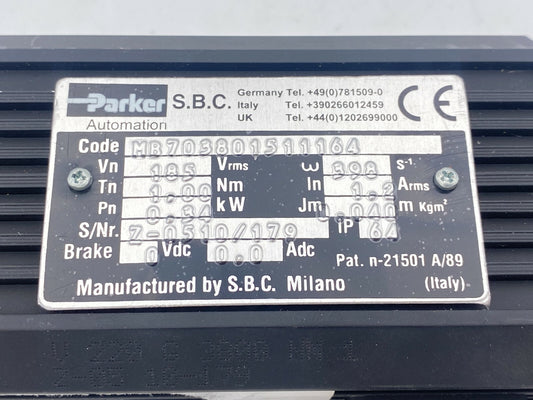 Parker
Automation
S.B.C.
Germany Tel. +49(0)781509-0
Italy Tel. +390266012459
UK Tel. +44(0)1202699000
CE
Code MB703801511164
Vn 185 Vrms ω 398 S⁻¹
Tn 1.00 Nm In 1.2 Arms
Pn 0.34 kW Jm 0.040 m Kgm²
S/Nr. Z-0510/179 iP 64
Brake 0 Vdc 0.0 Adc
Pat. n-21501 A/89
Manufactured by S.B.C. Milano (Italy)